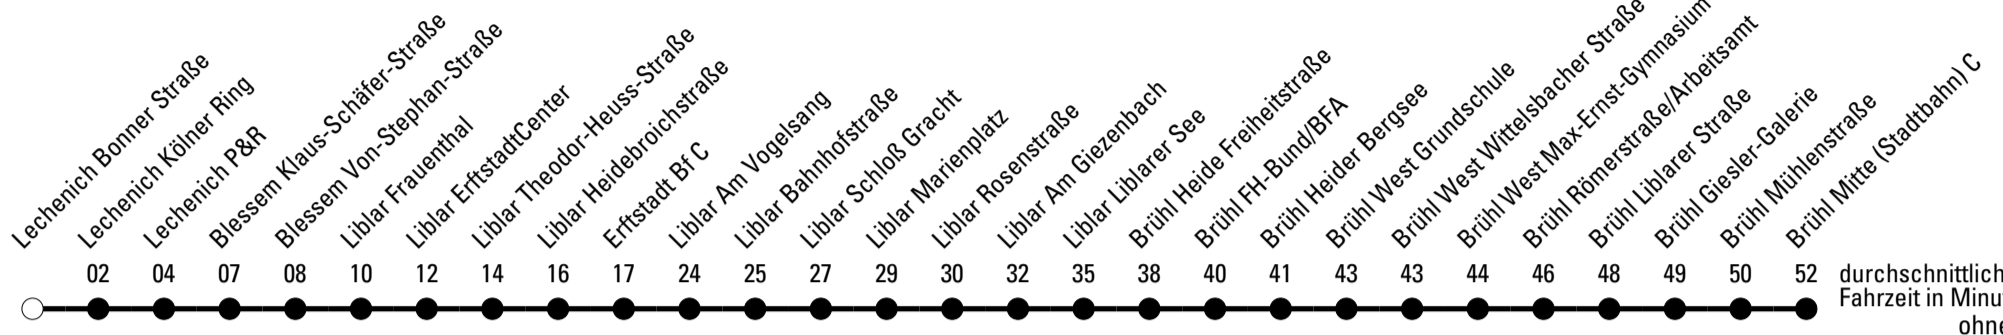 Lechenich Bonner Straße
Lechenich Kölner Ring
Lechenich P&R
Blessem Klaus-Schäfer-Straße
Blessem Von-Stephan-Straße
Liblar Frauenthal
Liblar ErftstadtCenter
Liblar Theodor-Heuss-Straße
Liblar Heidebroichstraße
Erftstadt Bf C
Liblar Am Vogelsang
Liblar Bahnhofstraße
Liblar Schloß Gracht
Liblar Marienplatz
Liblar Rosenstraße
Liblar Am Giezenbach
Liblar Liblarer See
Brühl Heide Freiheitstraße
Brühl FH-Bund/BFA
Brühl Heider Bergsee
Brühl West Grundschule
Brühl West Wittelsbacher Straße
Brühl West Max-Ernst-Gymnasium
Brühl Römerstraße/Arbeitsamt
Brühl Liblarer Straße
Brühl Giesler-Galerie
Brühl Mühlenstraße
Brühl Mitte (Stadtbahn) C
02 04 07 08 10 12 14 16 17 24 25 27 29 30 32 35 38 40 41 43 43 44 46 48 49 50 52 durchschnittlich
Fahrzeit in Minu
ohne